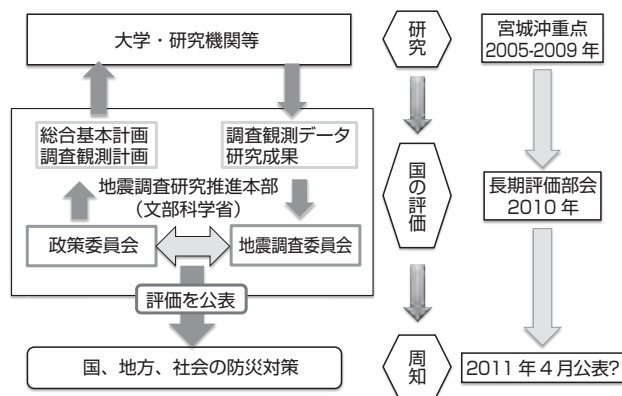 大学・研究機関等
総合基本計画
調査観測計画
調査観測データ
研究成果
地震調査研究推進本部
（文部科学省）
政策委員会
地震調査委員会
評価を公表
国、地方、社会の防災対策
研究
国の評価
周知
宮城沖重点
2005-2009 年
長期評価部会
2010 年
2011 年 4 月公表?